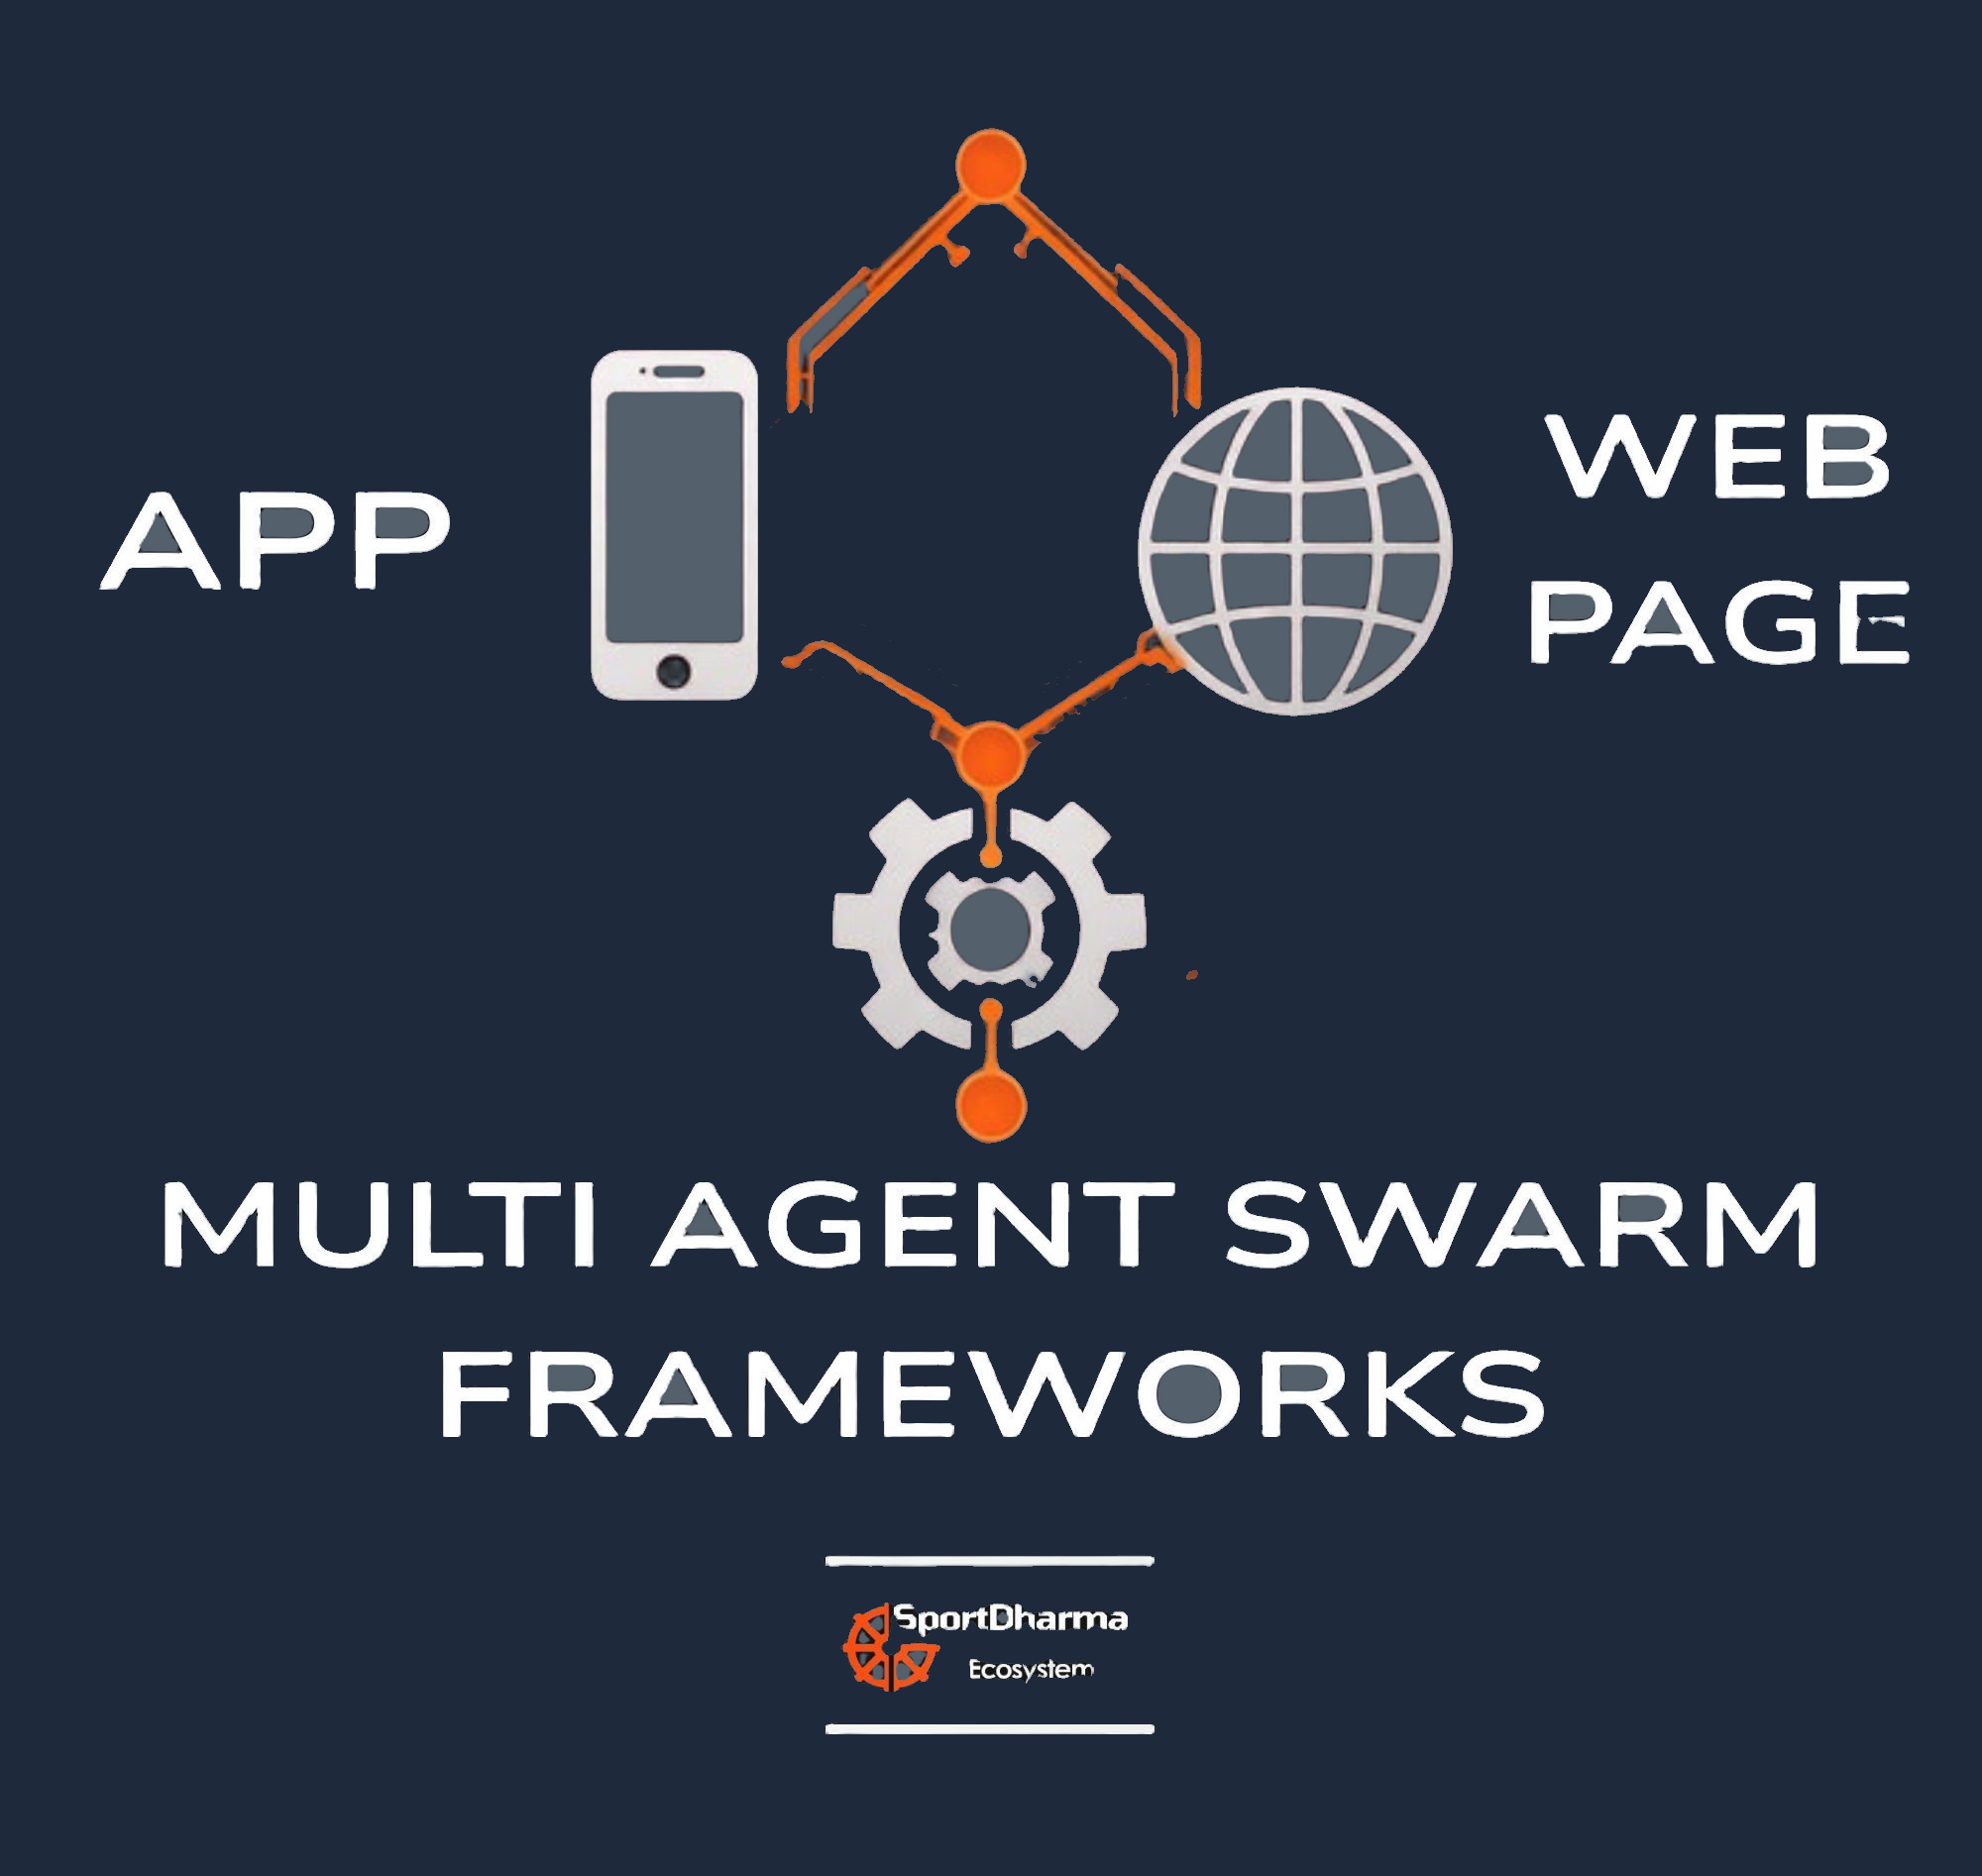 APP
WEB
PAGE
MULTI AGENT SWARM
FRAMEWORKS
SportDharma
Ecosystem